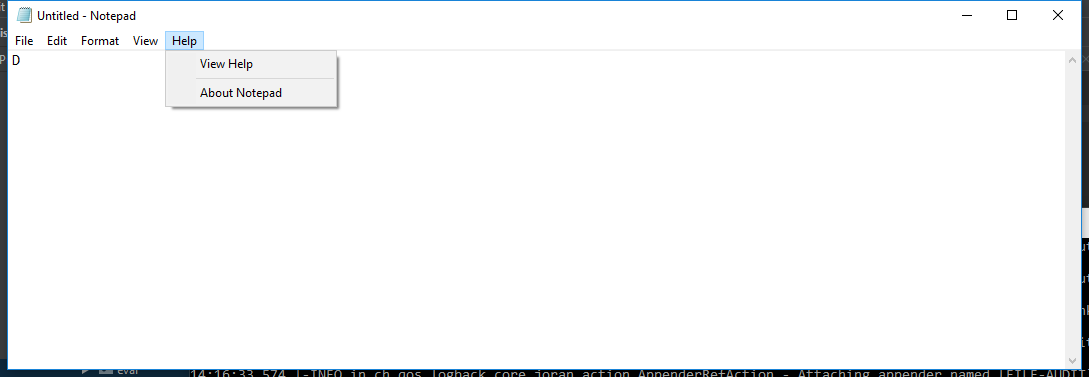 Untitled - Notepad
File Edit Format View Help
D
View Help
About Notepad
eval
14:16:33,574 |-INFO in ch.qos.logback.core.joran.action.AppenderRefAction - Attaching appender named [FILE-AUDIT